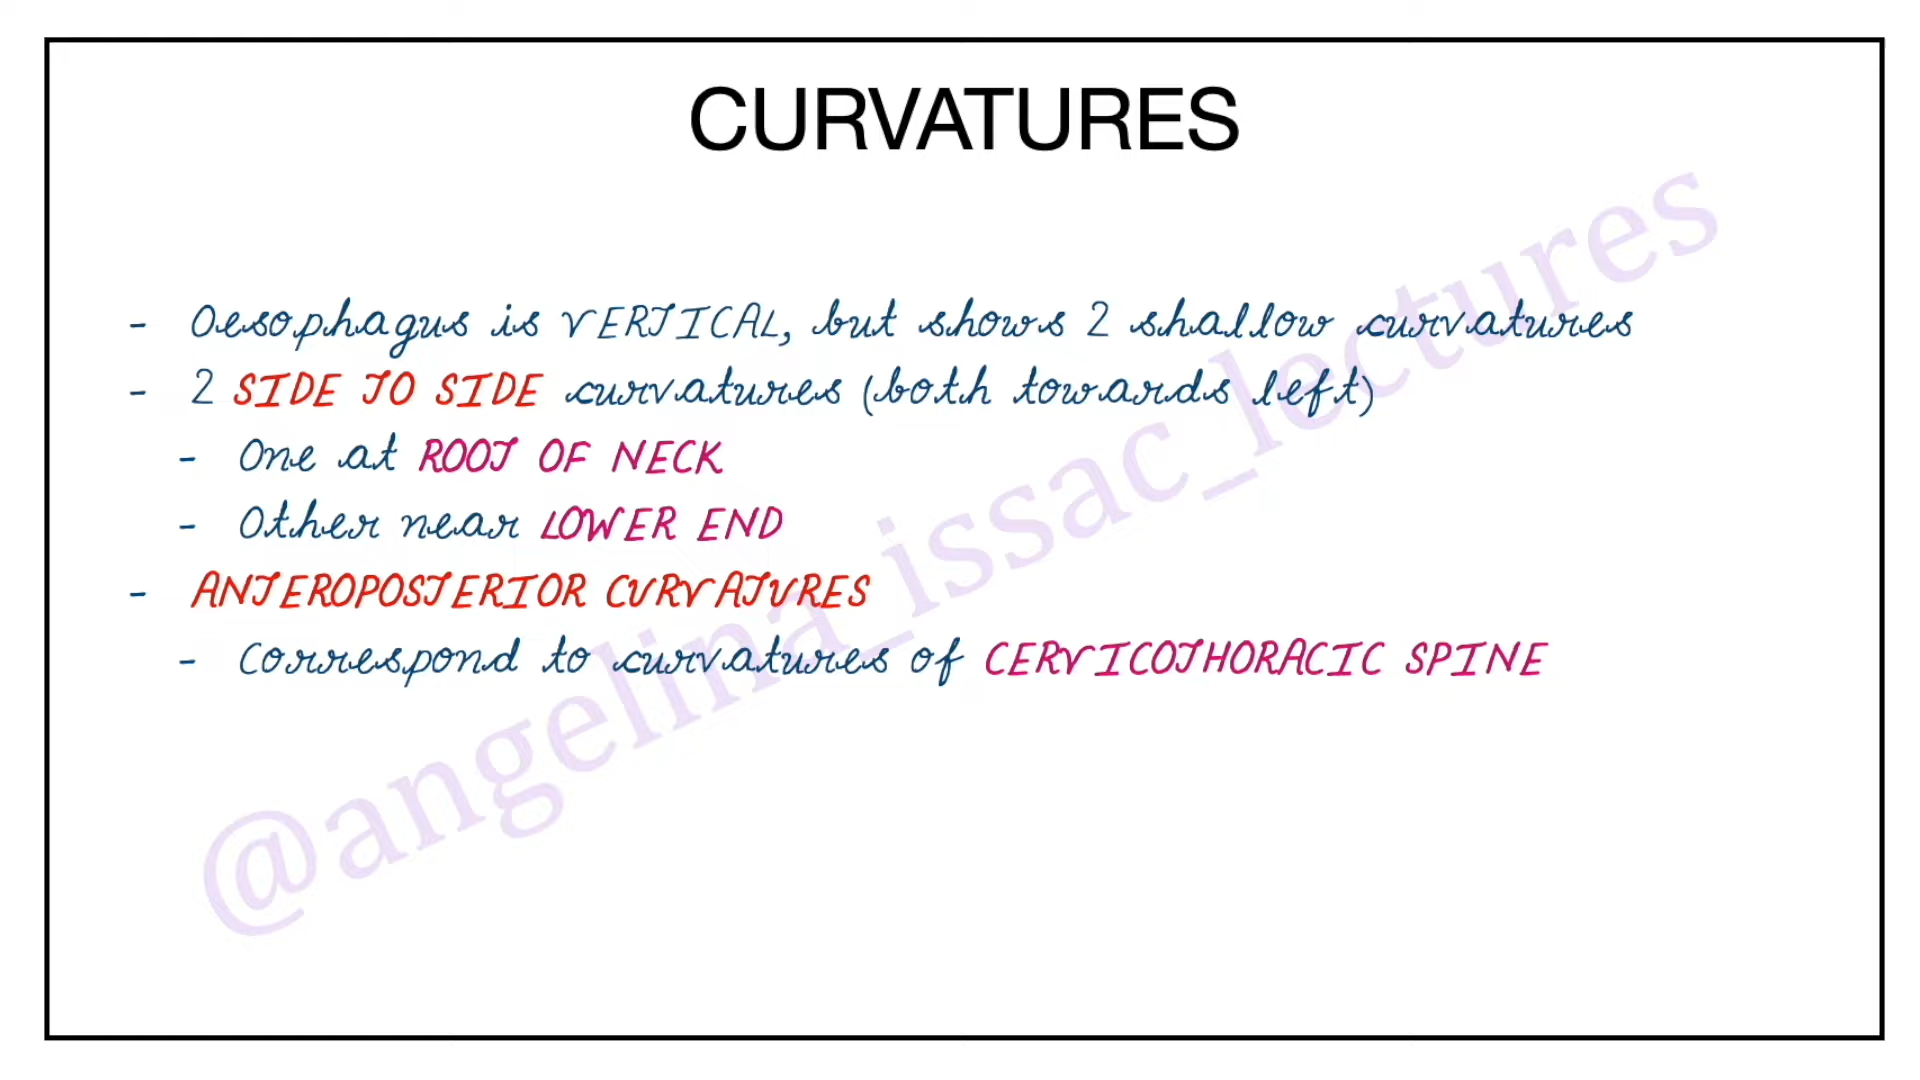 CURVATURES
- Oesophagus is VERTICAL, but shows 2 shallow curvatures
- 2 SIDE TO SIDE curvatures (both towards left)
- One at ROOT OF NECK
- Other near LOWER END
- ANTEROPOSTERIOR CURVATURES
- Correspond to curvatures of CERVICOTHORACIC SPINE
@angelina_issac_lectures